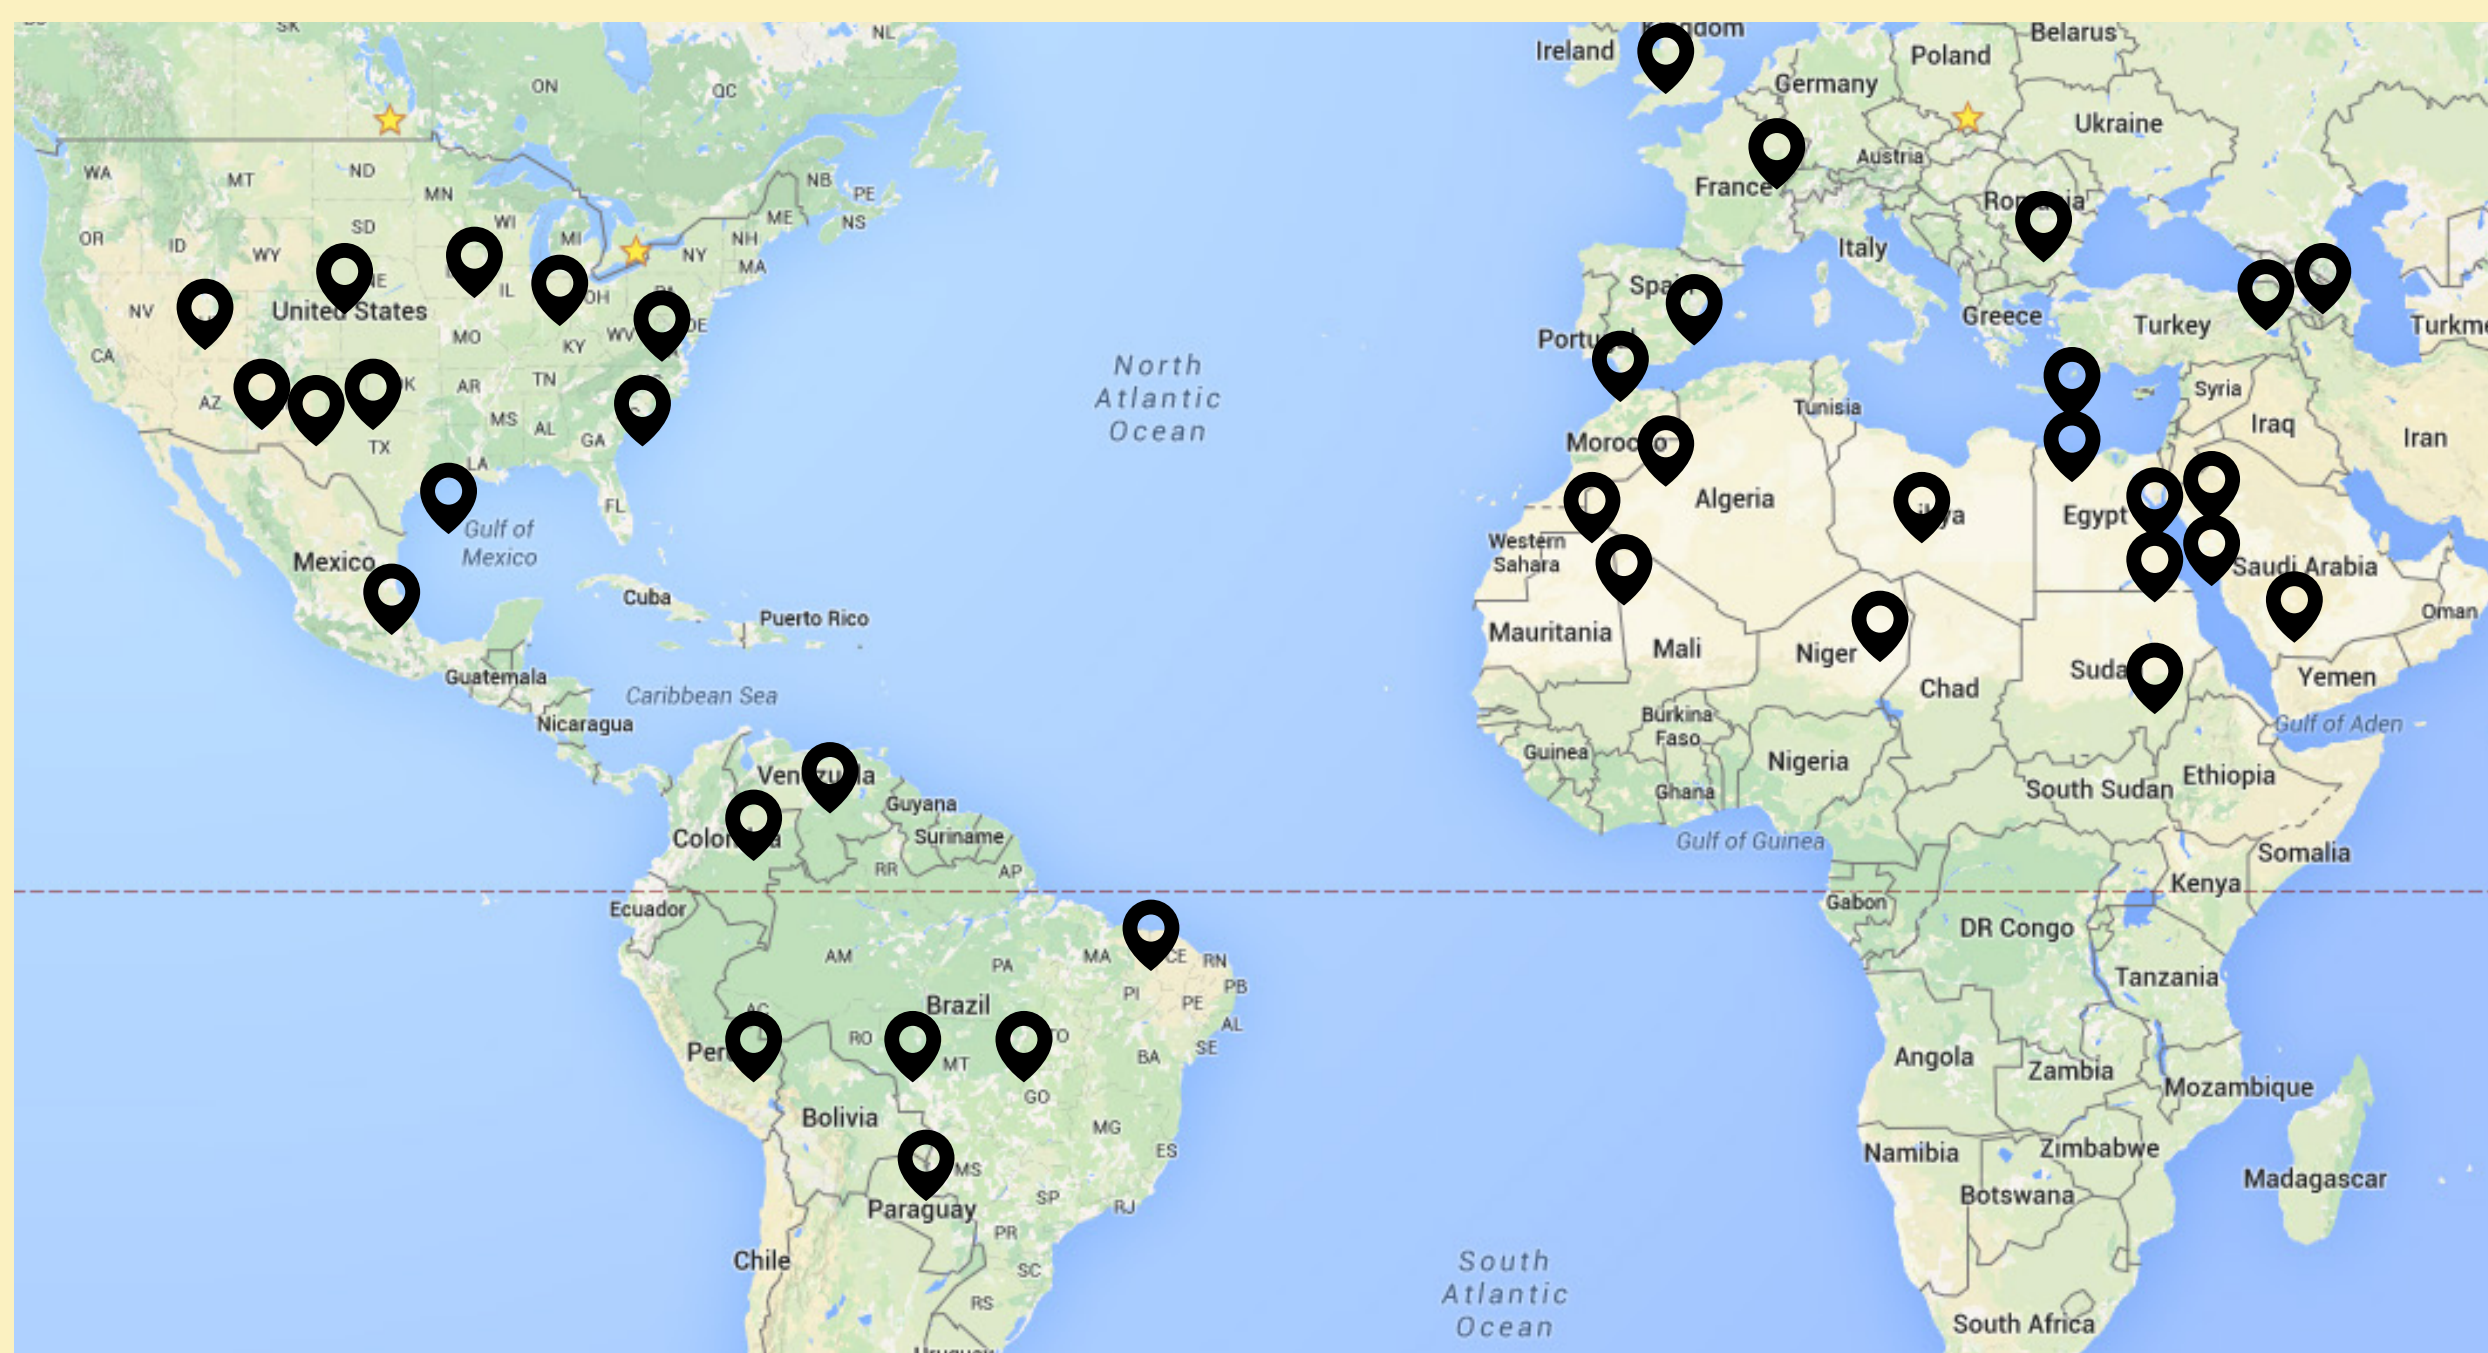 SK
NL
ON
QC
WA
MT
ND
MN
NB
PE
OR
ID
SD
WI
MI
ME
NS
WY
NH
NY
MA
NV
NE
United States
IL
OH
DE
MO
WV
KY
CA
AZ
AR
TN
MS
AL
GA
TX
LA
FL
Gulf of
Mexico
Mexico
Cuba
Puerto Rico
Guatemala
Caribbean Sea
Nicaragua
North
Atlantic
Ocean
Ireland
Poland
Belarus
Germany
Ukraine
Austria
France
Italy
Greece
Turkey
Syria
Tunisia
Iraq
Iran
Algeria
Egypt
Western
Sahara
Saudi Arabia
Oman
Mauritania
Mali
Niger
Chad
Yemen
Burkina
Faso
Gulf of Aden
Guinea
Nigeria
Ethiopia
Ghana
South Sudan
Gulf of Guinea
Somalia
Kenya
Gabon
DR Congo
Tanzania
Angola
Zambia
Mozambique
Namibia
Zimbabwe
Botswana
Madagascar
South Africa
Guyana
Suriname
RR
AP
Ecuador
AM
PA
MA
CE
RN
PI
PE
PB
AL
SE
AC
Brazil
RO
MT
BA
GO
Bolivia
MG
ES
MS
SP
RJ
Paraguay
PR
Chile
SC
RS
South
Atlantic
Ocean